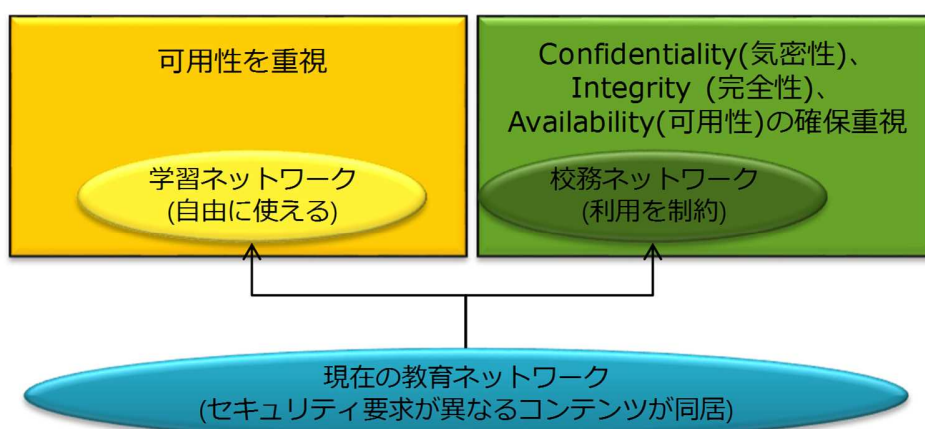 可用性を重視
学習ネットワーク
(自由に使える)
Confidentiality(気密性)、
Integrity (完全性)、
Availability(可用性)の確保重視
校務ネットワーク
(利用を制約)
現在の教育ネットワーク
(セキュリティ要求が異なるコンテンツが同居)